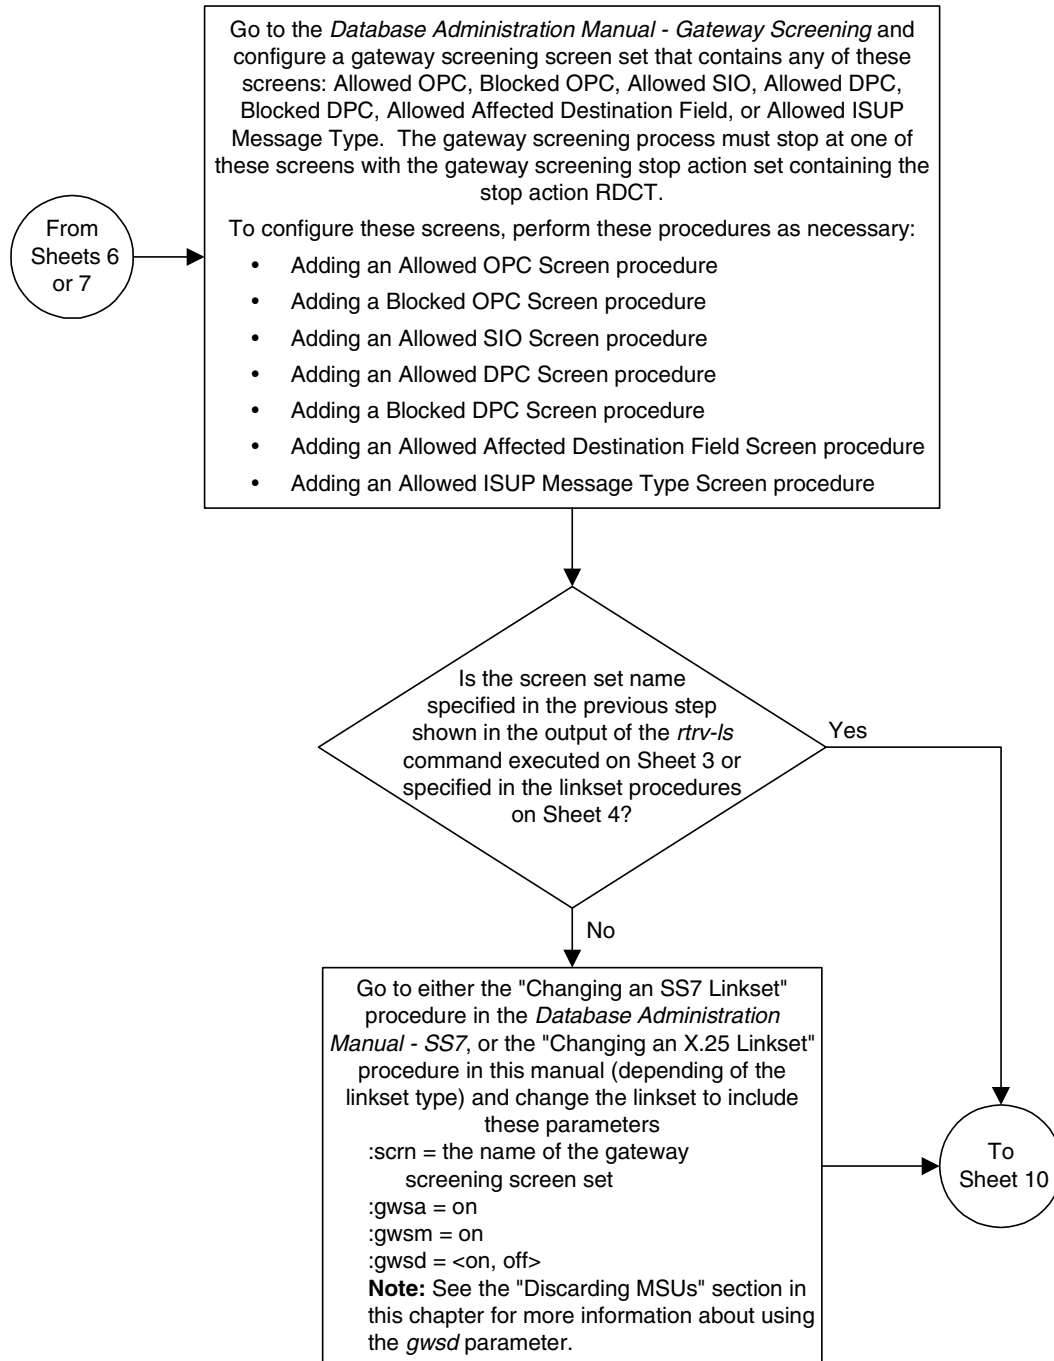 Go to the Database Administration Manual - Gateway Screening and
configure a gateway screening screen set that contains any of these
screens: Allowed OPC, Blocked OPC, Allowed SIO, Allowed DPC,
Blocked DPC, Allowed Affected Destination Field, or Allowed ISUP
Message Type. The gateway screening process must stop at one of
these screens with the gateway screening stop action set containing the
stop action RDCT.
To configure these screens, perform these procedures as necessary:
• Adding an Allowed OPC Screen procedure
• Adding a Blocked OPC Screen procedure
• Adding an Allowed SIO Screen procedure
• Adding an Allowed DPC Screen procedure
• Adding a Blocked DPC Screen procedure
• Adding an Allowed Affected Destination Field Screen procedure
• Adding an Allowed ISUP Message Type Screen procedure
From
Sheets 6
or 7
Is the screen set name
specified in the previous step
shown in the output of the rtrv-ls
command executed on Sheet 3 or
specified in the linkset procedures
on Sheet 4?
Yes
No
Go to either the "Changing an SS7 Linkset"
procedure in the Database Administration
Manual - SS7, or the "Changing an X.25 Linkset"
procedure in this manual (depending of the
linkset type) and change the linkset to include
these parameters
:scrn = the name of the gateway
screening screen set
:gwsa = on
:gwsm = on
:gwsd = <on, off>
Note: See the "Discarding MSUs" section in
this chapter for more information about using
the gwsd parameter.
To
Sheet 10